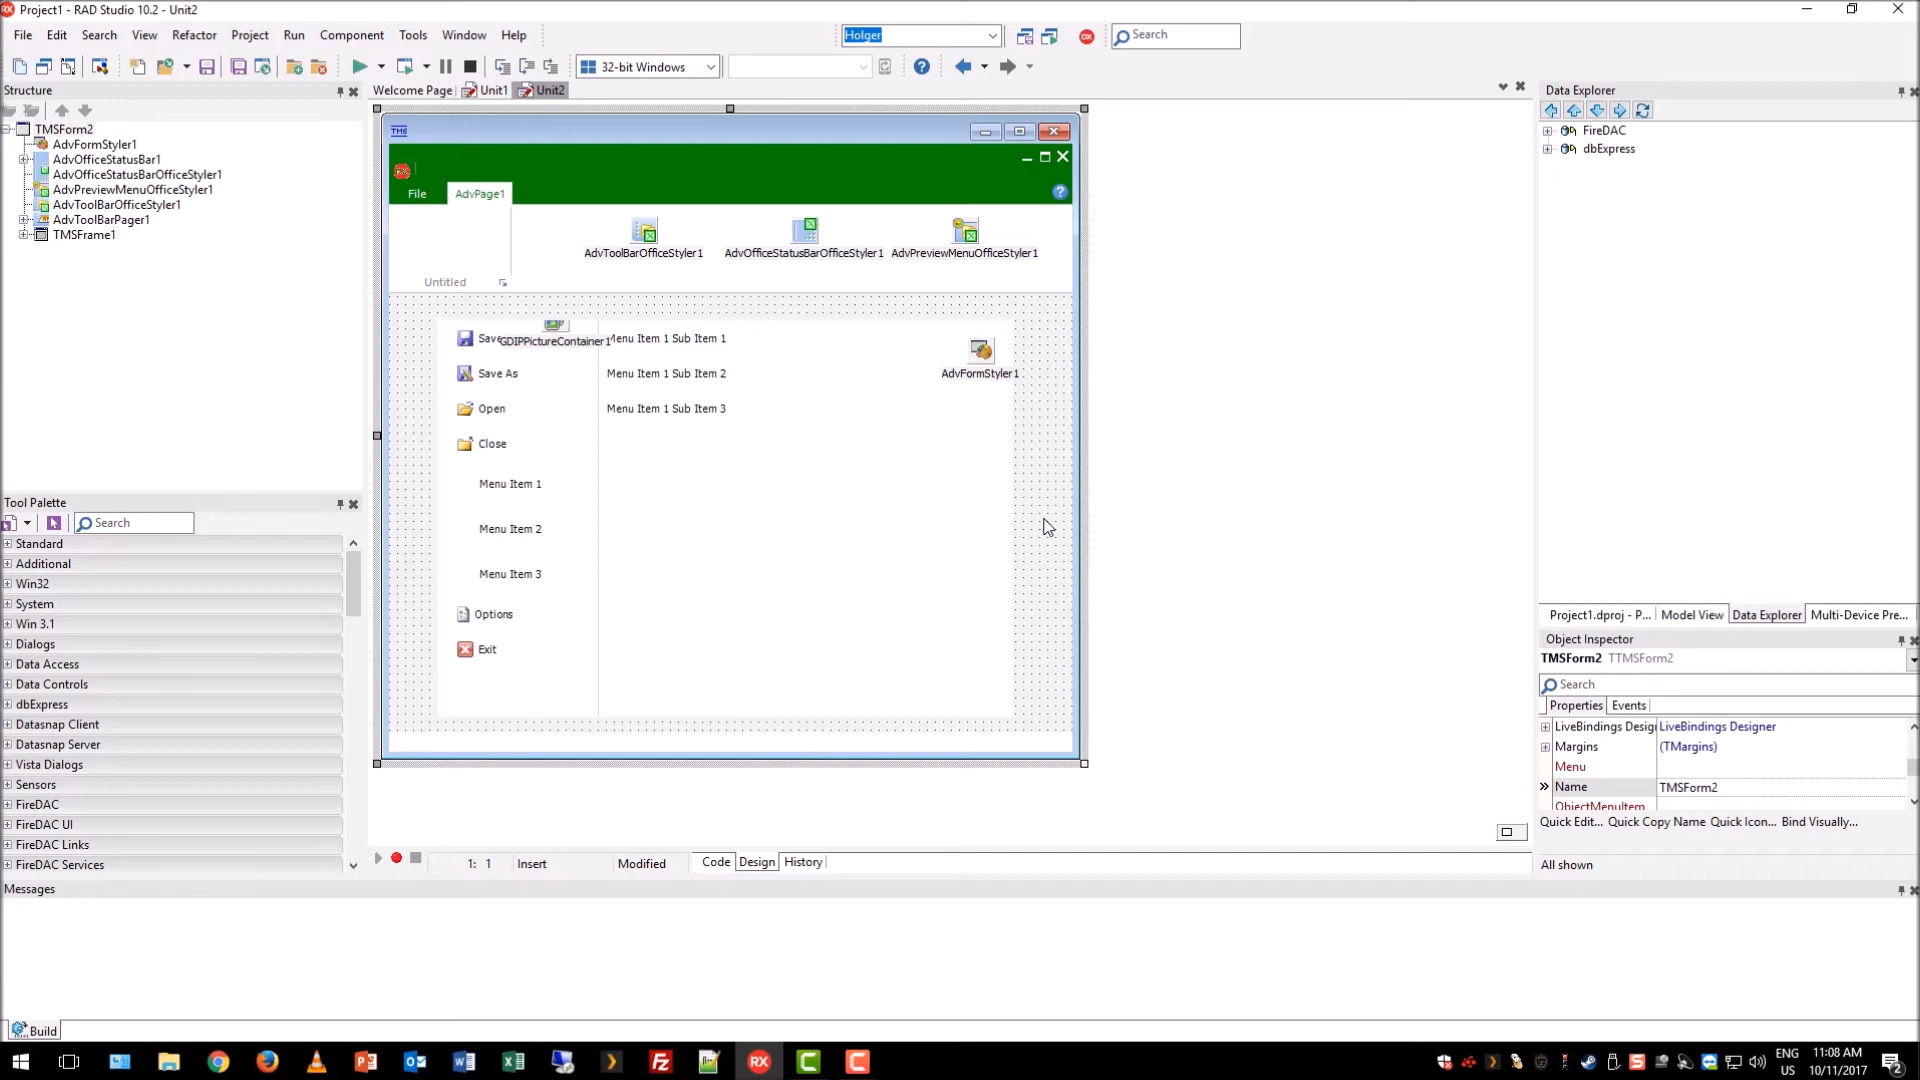 Project1 - RAD Studio 10.2 - Unit2
File Edit Search View Refactor Project Run Component Tools Window Help
Holger
Search
32-bit Windows
Structure
Welcome Page Unit1 Unit2
Data Explorer
TMSForm2
AdvFormStyler1
AdvOfficeStatusBar1
AdvOfficeStatusBarOfficeStyler1
AdvPreviewMenuOfficeStyler1
AdvToolBarOfficeStyler1
AdvToolBarPager1
TMSFrame1
TMS
File AdvPage1
AdvToolBarOfficeStyler1 AdvOfficeStatusBarOfficeStyler1 AdvPreviewMenuOfficeStyler1
Untitled
Save
GDIPPictureContainer1
Menu Item 1 Sub Item 1
Save As Menu Item 1 Sub Item 2
AdvFormStyler1
Open Menu Item 1 Sub Item 3
Close
Menu Item 1
Menu Item 2
Menu Item 3
Options
Exit
FireDAC
dbExpress
Tool Palette
Search
Standard
Additional
Win32
System
Win 3.1
Dialogs
Data Access
Data Controls
dbExpress
Datasnap Client
Datasnap Server
Vista Dialogs
Sensors
FireDAC
FireDAC UI
FireDAC Links
FireDAC Services
1: 1 Insert Modified Code Design History
Project1.dproj - P... Model View Data Explorer Multi-Device Pre...
Object Inspector
TMSForm2 TTMSForm2
Search
Properties Events
LiveBindings Desig LiveBindings Designer
Margins (TMargins)
Menu
Name TMSForm2
ObjectMenuItem
Quick Edit... Quick Copy Name Quick Icon... Bind Visually...
All shown
Messages
Build
ENG
US
11:08 AM
10/11/2017
2